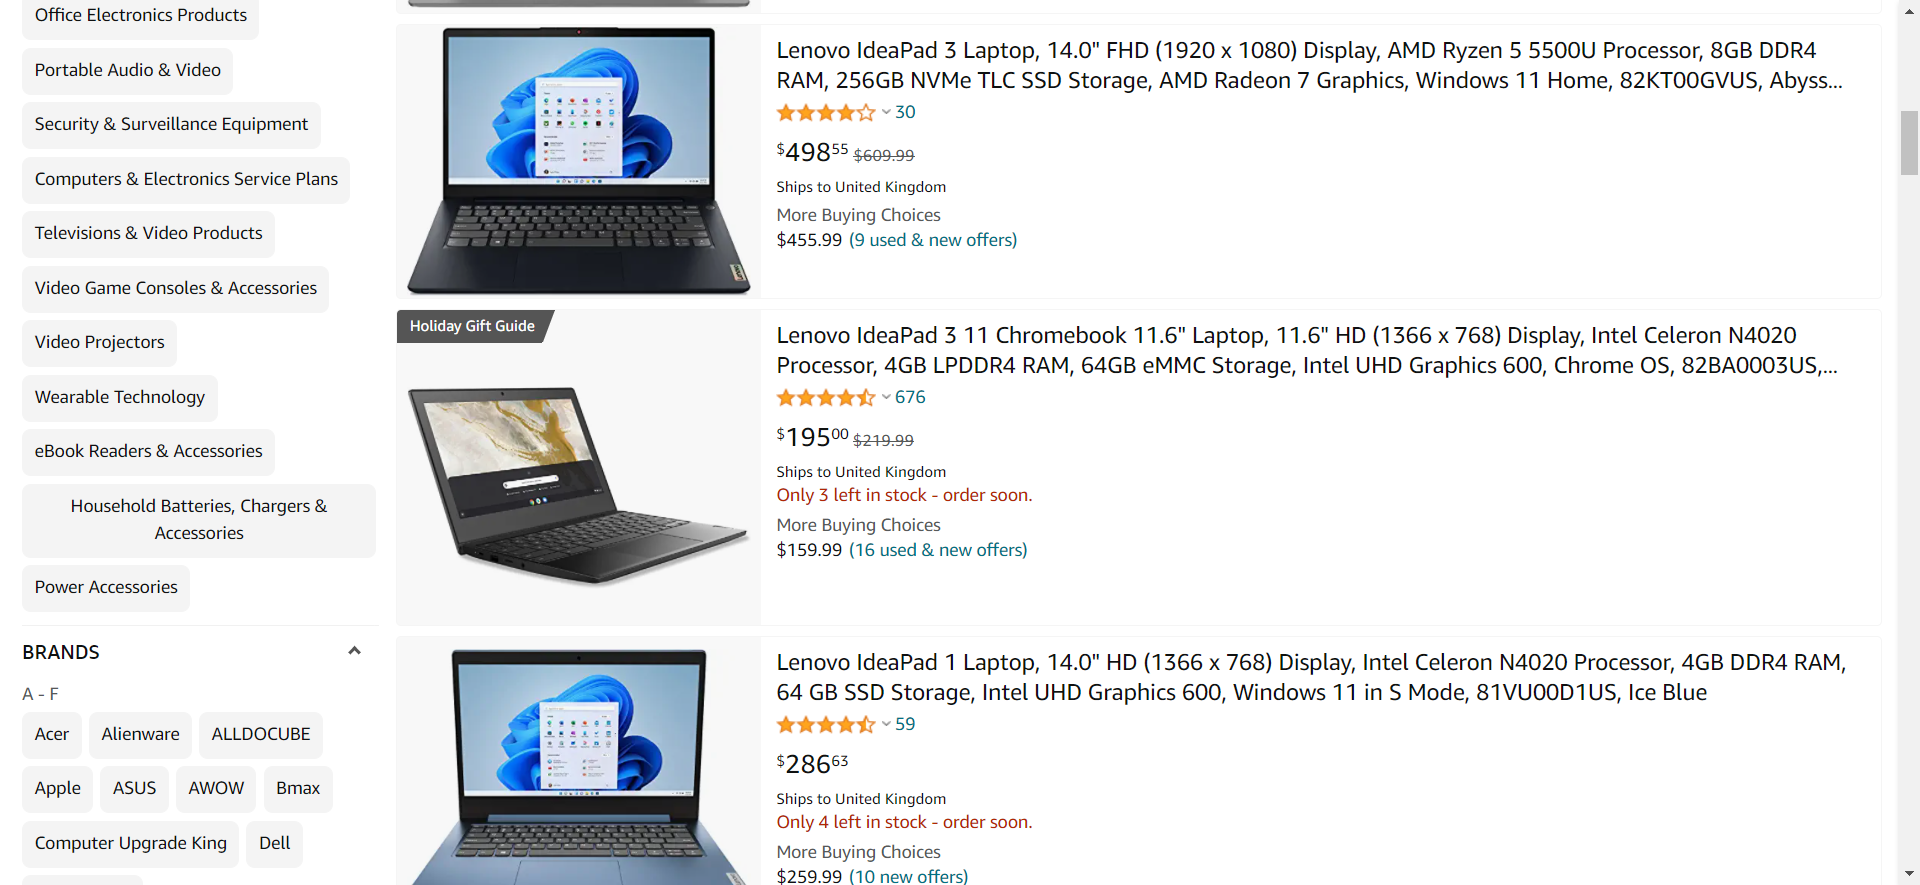 Office Electronics Products
Portable Audio & Video
Security & Surveillance Equipment
Computers & Electronics Service Plans
Televisions & Video Products
Video Game Consoles & Accessories
Video Projectors
Wearable Technology
eBook Readers & Accessories
Household Batteries, Chargers &
Accessories
Power Accessories
BRANDS
A - F
Acer
Alienware
ALLDOCUBE
Apple
ASUS
AWOW
Bmax
Computer Upgrade King
Dell
Lenovo IdeaPad 3 Laptop, 14.0" FHD (1920 x 1080) Display, AMD Ryzen 5 5500U Processor, 8GB DDR4
RAM, 256GB NVMe TLC SSD Storage, AMD Radeon 7 Graphics, Windows 11 Home, 82KT00GVUS, Abyss...
30
$49855 $609.99
Ships to United Kingdom
More Buying Choices
$455.99 (9 used & new offers)
Holiday Gift Guide
Lenovo IdeaPad 3 11 Chromebook 11.6" Laptop, 11.6" HD (1366 x 768) Display, Intel Celeron N4020
Processor, 4GB LPDDR4 RAM, 64GB eMMC Storage, Intel UHD Graphics 600, Chrome OS, 82BA0003US,...
676
$19500 $219.99
Ships to United Kingdom
Only 3 left in stock - order soon.
More Buying Choices
$159.99 (16 used & new offers)
Lenovo IdeaPad 1 Laptop, 14.0" HD (1366 x 768) Display, Intel Celeron N4020 Processor, 4GB DDR4 RAM,
64 GB SSD Storage, Intel UHD Graphics 600, Windows 11 in S Mode, 81VU00D1US, Ice Blue
59
$28663
Ships to United Kingdom
Only 4 left in stock - order soon.
More Buying Choices
$259.99 (10 new offers)